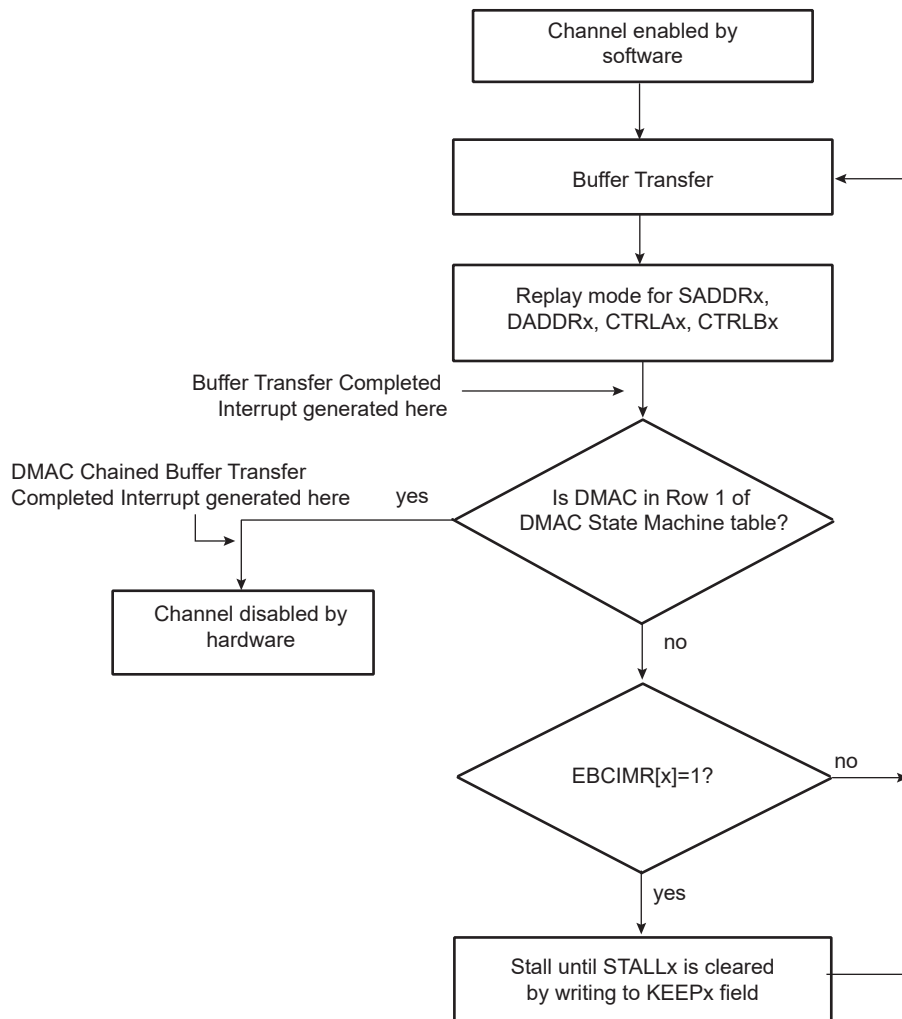 Channel enabled by
software
Buffer Transfer
Replay mode for SADDRx,
DADDRx, CTRLAx, CTRLBx
Buffer Transfer Completed
Interrupt generated here
DMAC Chained Buffer Transfer
Completed Interrupt generated here
yes
Is DMAC in Row 1 of
DMAC State Machine table?
Channel disabled by
hardware
no
EBCIMR[x]=1?
no
yes
Stall until STALLx is cleared
by writing to KEEPx field